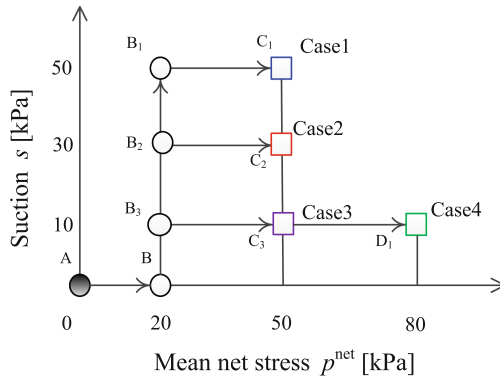 B1
C1
Case1
50
B2
Case2
30
C2
B3
Case3
Case4
10
C3
D1
A
B
0
20
50
80
Suction s [kPa]
Mean net stress p^net [kPa]